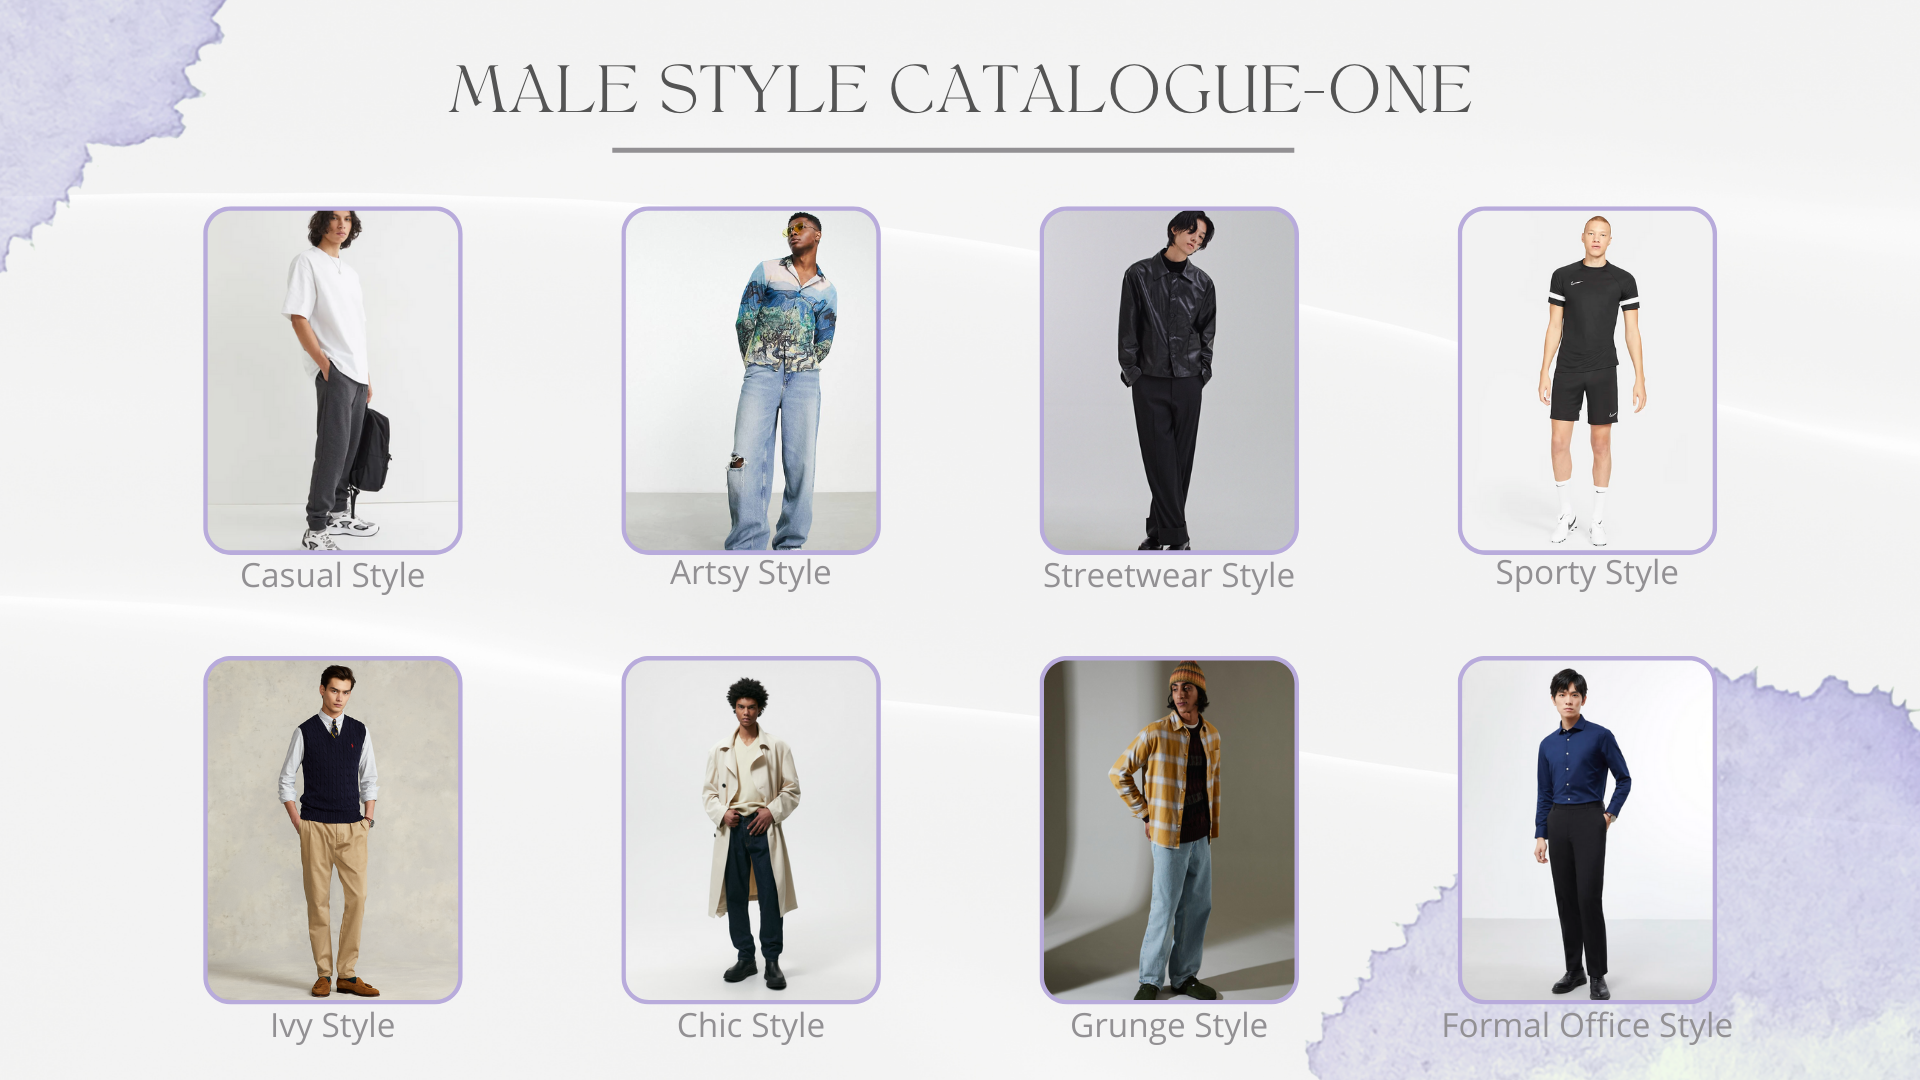 MALE STYLE CATALOGUE-ONE
Casual Style
Artsy Style
Streetwear Style
Sporty Style
Ivy Style
Chic Style
Grunge Style
Formal Office Style